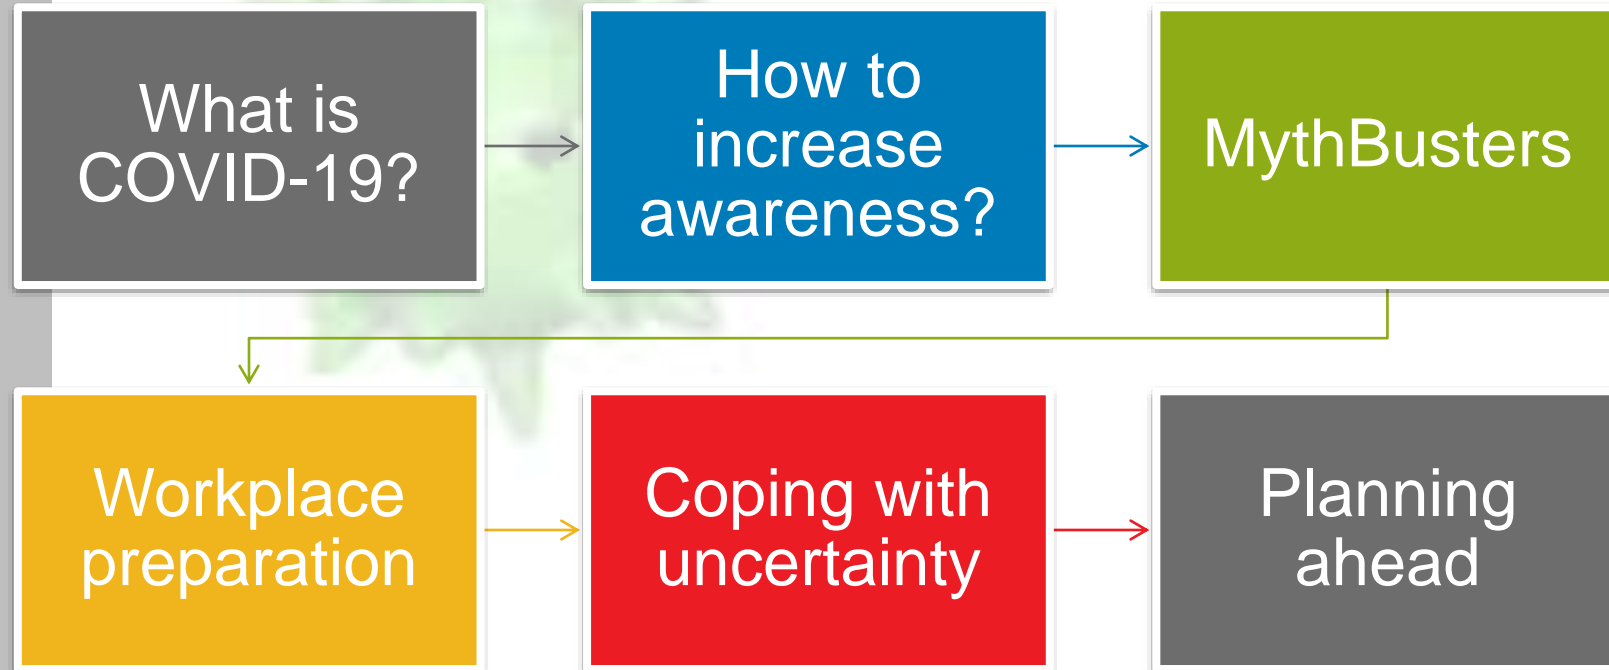 What is
COVID-19?
How to
increase
awareness?
MythBusters
Workplace
preparation
Coping with
uncertainty
Planning
ahead